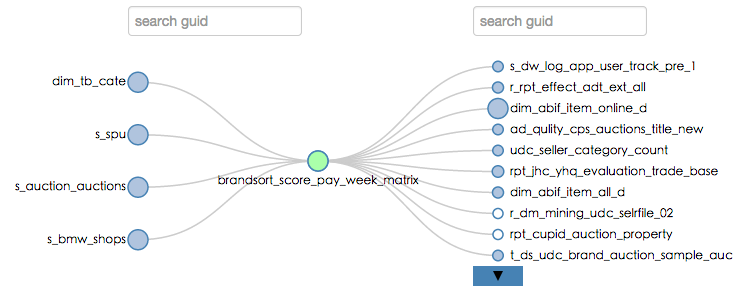 search guid
search guid
dim_tb_cate
s_spu
s_auction_auctions
s_bmw_shops
brandsort_score_pay_week_matrix
s_dw_log_app_user_track_pre_1
r_rpt_effect_adt_ext_all
dim_abif_item_online_d
ad_qulity_cps_auctions_title_new
udc_seller_category_count
rpt_jhc_yhq_evaluation_trade_base
dim_abif_item_all_d
r_dm_mining_udc_selrfile_02
rpt_cupid_auction_property
t_ds_udc_brand_auction_sample_auc